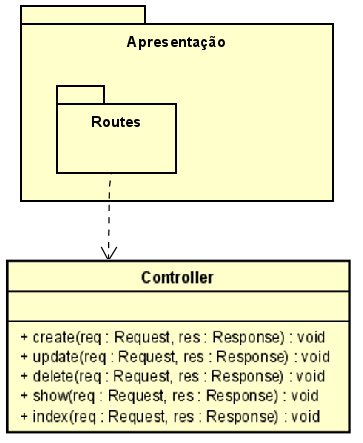 Apresentação
Routes
Controller
+ create(req : Request, res : Response) : void
+ update(req : Request, res : Response) : void
+ delete(req : Request, res : Response) : void
+ show(req : Request, res : Response) : void
+ index(req : Request, res : Response) : void